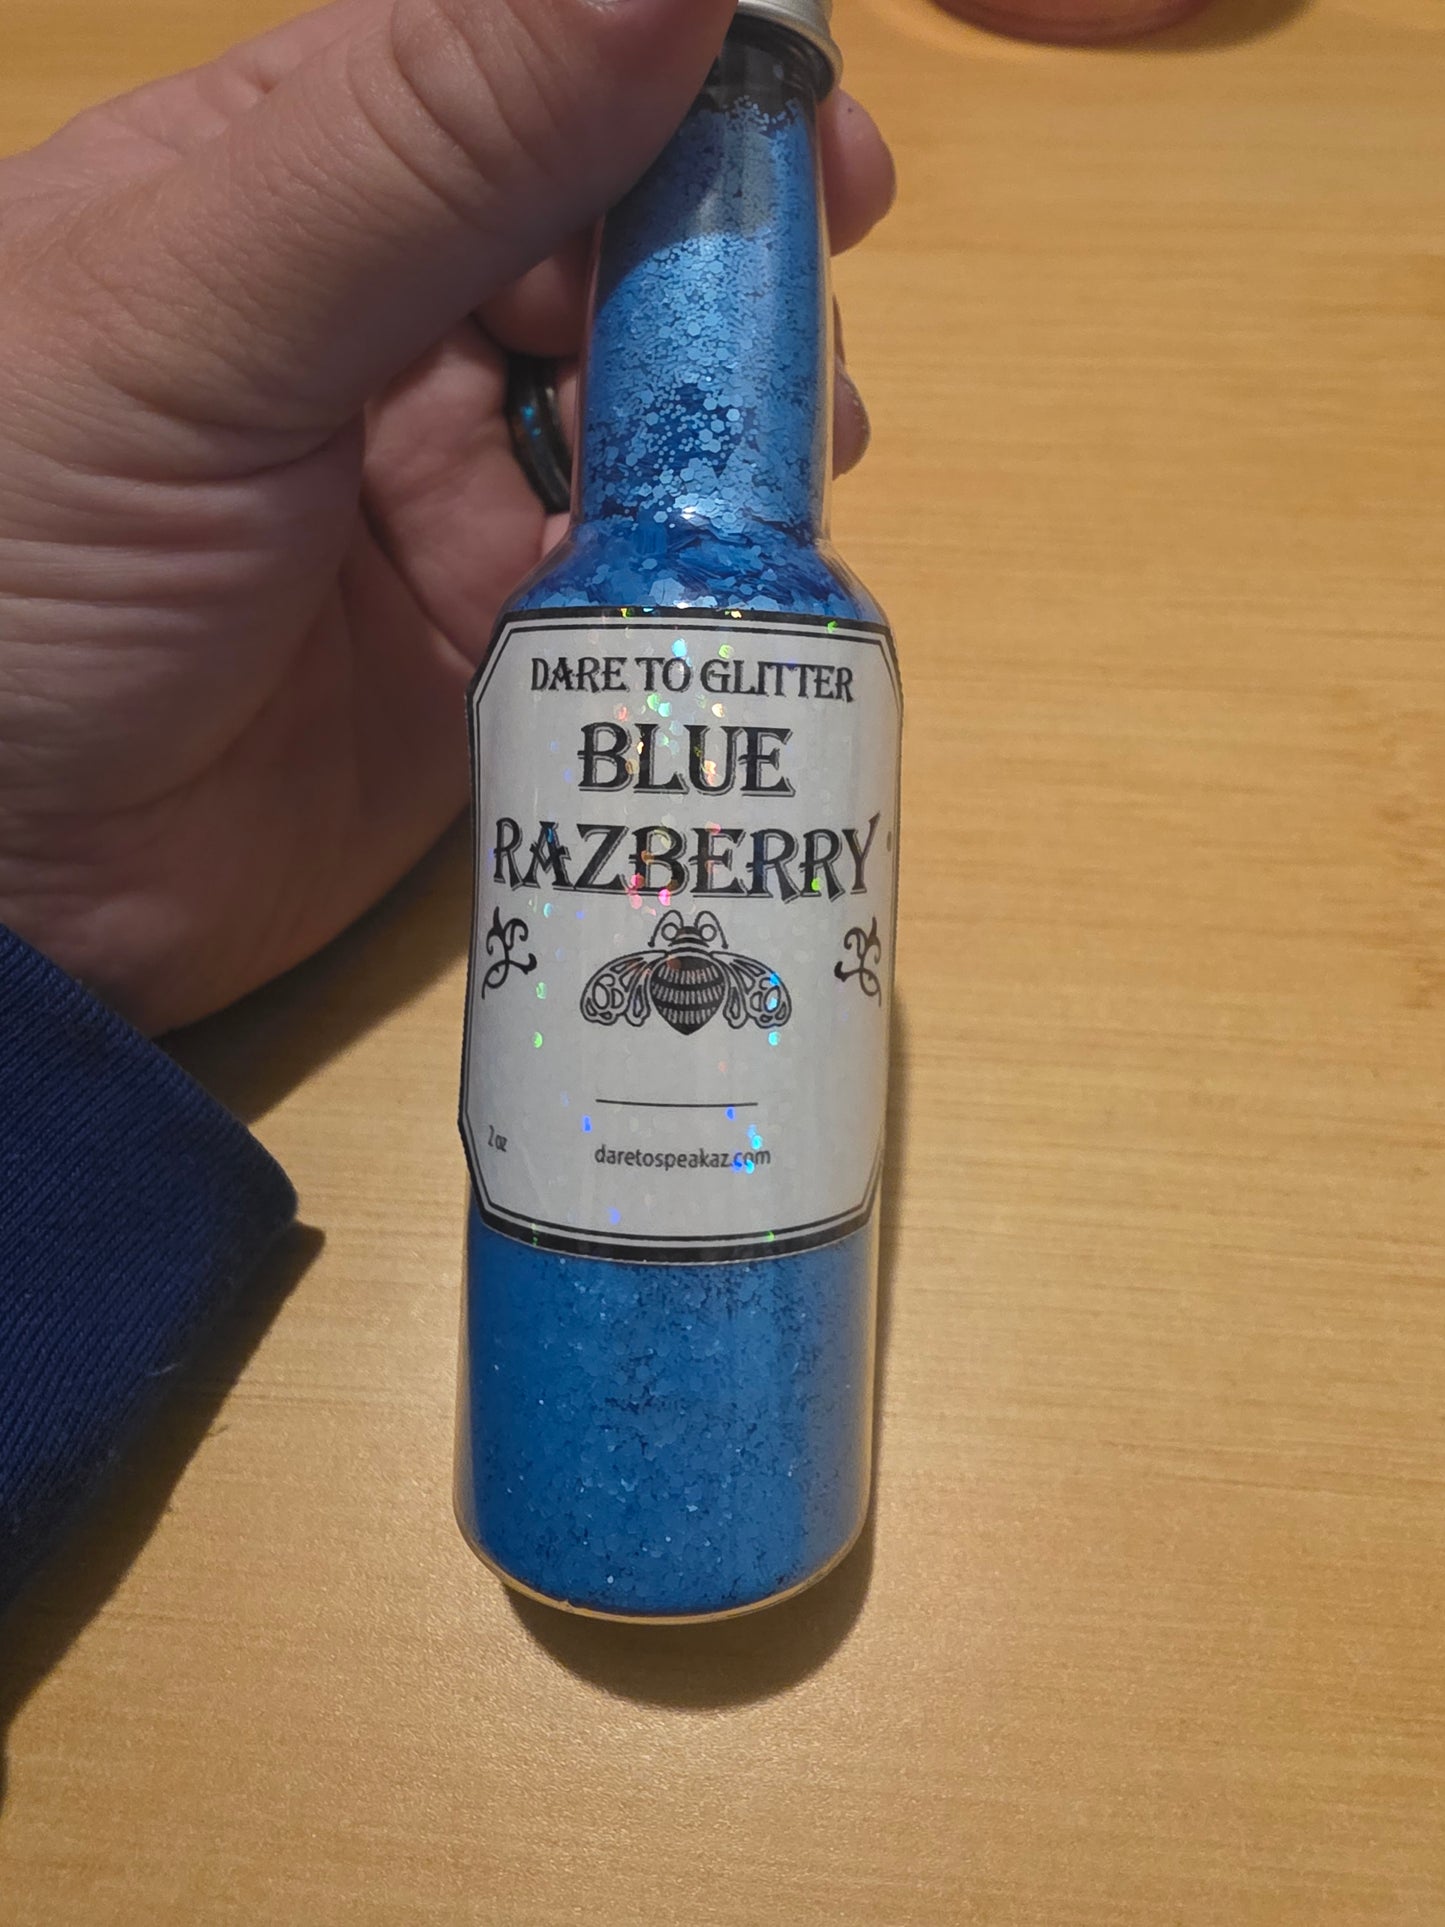 DARE TO GLITTER
BLUE
RAZBERRY
2 oz
daretospeakaz.com